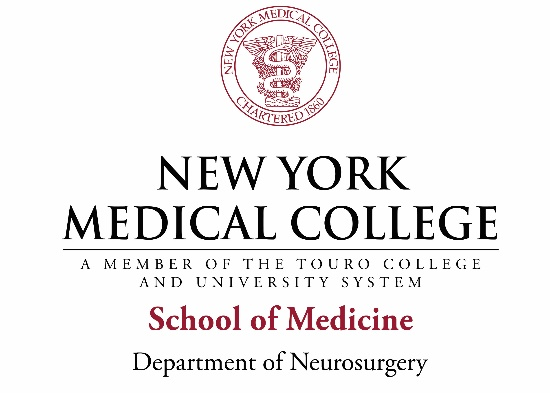 NEW YORK MEDICAL COLLEGE
CHARTERED 1860
NEW YORK
MEDICAL COLLEGE
A MEMBER OF THE TOURO COLLEGE
AND UNIVERSITY SYSTEM
School of Medicine
Department of Neurosurgery